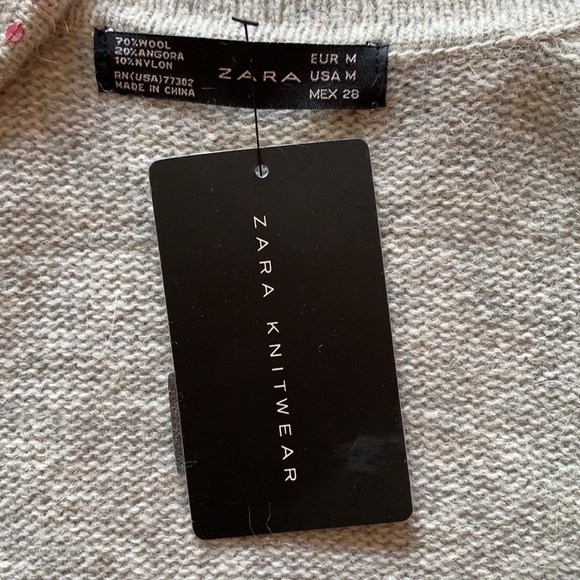 70%WOOL
20%ANGORA
10%NYLON
RN(USA)77302
MADE IN CHINA
ZARA
EUR M
USA M
MEX 28
ZARA KNITWEAR